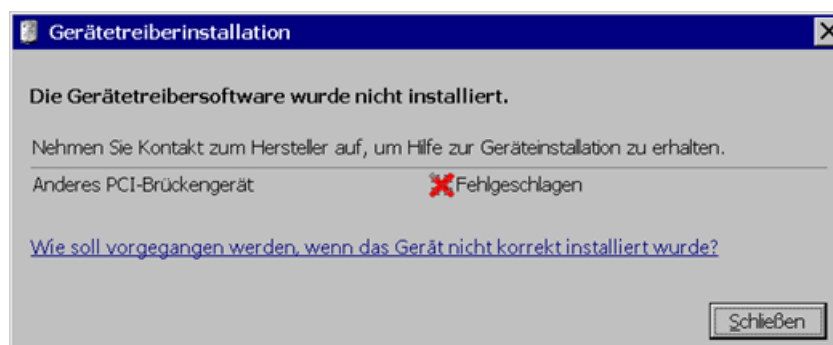 Gerätetreiberinstallation
Die Gerätetreibersoftware wurde nicht installiert.
Nehmen Sie Kontakt zum Hersteller auf, um Hilfe zur Geräteinstallation zu erhalten.
Anderes PCI-Brückengerät Fehlgeschlagen
Wie soll vorgegangen werden, wenn das Gerät nicht korrekt installiert wurde?
Schließen